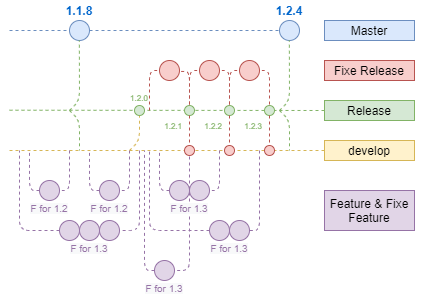 1.1.8
1.2.4
Master
Fixe Release
1.2.0
Release
1.2.1
1.2.2
1.2.3
develop
F for 1.2
F for 1.2
F for 1.3
Feature & Fixe
Feature
F for 1.3
F for 1.3
F for 1.3